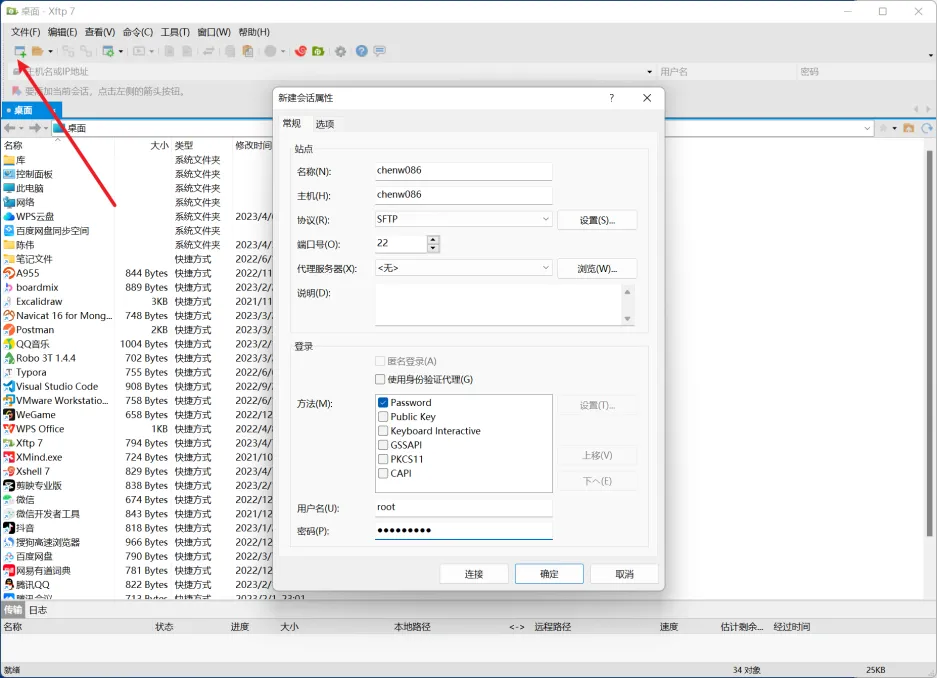 桌面 - Xftp 7
文件(F) 编辑(E) 查看(V) 命令(C) 工具(T) 窗口(W) 帮助(H)
主机名或IP地址 用户名 密码
要添加当前会话，点击左侧的箭头按钮。
桌面
桌面
名称 大小 类型 修改时间
库 系统文件夹
控制面板 系统文件夹
此电脑 系统文件夹
网络 系统文件夹
WPS云盘 系统文件夹 2023/4/
百度网盘同步空间 系统文件夹
陈伟 系统文件夹 2023/4/
笔记文件 快捷方式 2022/6/
A955 844 Bytes 快捷方式 2022/11
boardmix 889 Bytes 快捷方式 2023/2/
Excalidraw 3KB 快捷方式 2021/11
Navicat 16 for Mong... 748 Bytes 快捷方式 2023/3/
Postman 2KB 快捷方式 2023/3/
QQ音乐 1004 Bytes 快捷方式 2023/2/
Robo 3T 1.4.4 702 Bytes 快捷方式 2023/3/
Typora 755 Bytes 快捷方式 2022/6/
Visual Studio Code 908 Bytes 快捷方式 2022/9/
VMware Workstatio... 758 Bytes 快捷方式 2022/6/
WeGame 658 Bytes 快捷方式 2022/12
WPS Office 1KB 快捷方式 2022/4/
Xftp 7 794 Bytes 快捷方式 2023/4/
XMind.exe 724 Bytes 快捷方式 2021/10
Xshell 7 829 Bytes 快捷方式 2023/4/
剪映专业版 838 Bytes 快捷方式 2023/2/
微信 674 Bytes 快捷方式 2022/12
微信开发者工具 843 Bytes 快捷方式 2021/12
抖音 818 Bytes 快捷方式 2023/1/
搜狗高速浏览器 966 Bytes 快捷方式 2022/12
百度网盘 790 Bytes 快捷方式 2022/3/
网易有道词典 781 Bytes 快捷方式 2022/12
腾讯QQ 822 Bytes 快捷方式 2023/2/
腾讯会议 713 Bytes 快捷方式 2023/2/1, 23:01
新建会话属性
常规 选项
站点
名称(N): chenw086
主机(H): chenw086
协议(R): SFTP 设置(S)...
端口号(O): 22
代理服务器(X): <无> 浏览(W)...
说明(D):
登录
匿名登录(A)
使用身份验证代理(G)
方法(M): Password 设置(T)...
Public Key
Keyboard Interactive
GSSAPI
PKCS11 上移(V)
CAPI 下へ(E)
用户名(U): root
密码(P): ●●●●●●●●●
连接 确定 取消
传输 日志
名称 状态 进度 大小 本地路径 <-> 远程路径 速度 估计剩余... 经过时间
就绪 34 对象 25KB